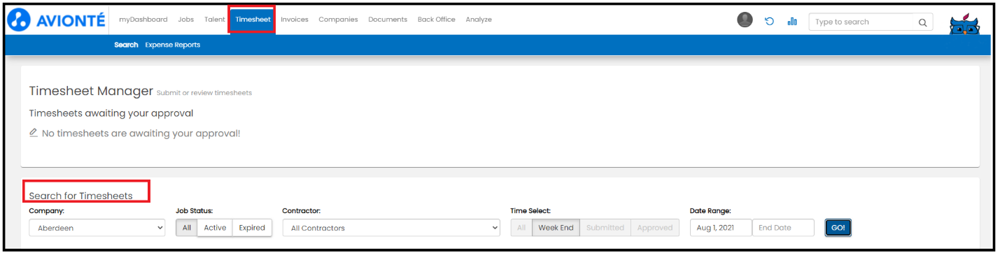 AVIONTÉ myDashboard Jobs Talent Timesheet Invoices Companies Documents Back Office Analyze Type to search
Search Expense Reports
Timesheet Manager Submit or review timesheets
Timesheets awaiting your approval
No timesheets are awaiting your approval!
Search for Timesheets
Company: Job Status: Contractor: Time Select: Date Range:
Aberdeen All Active Expired All Contractors All Week End Submitted Approved Aug 1, 2021 End Date GO!